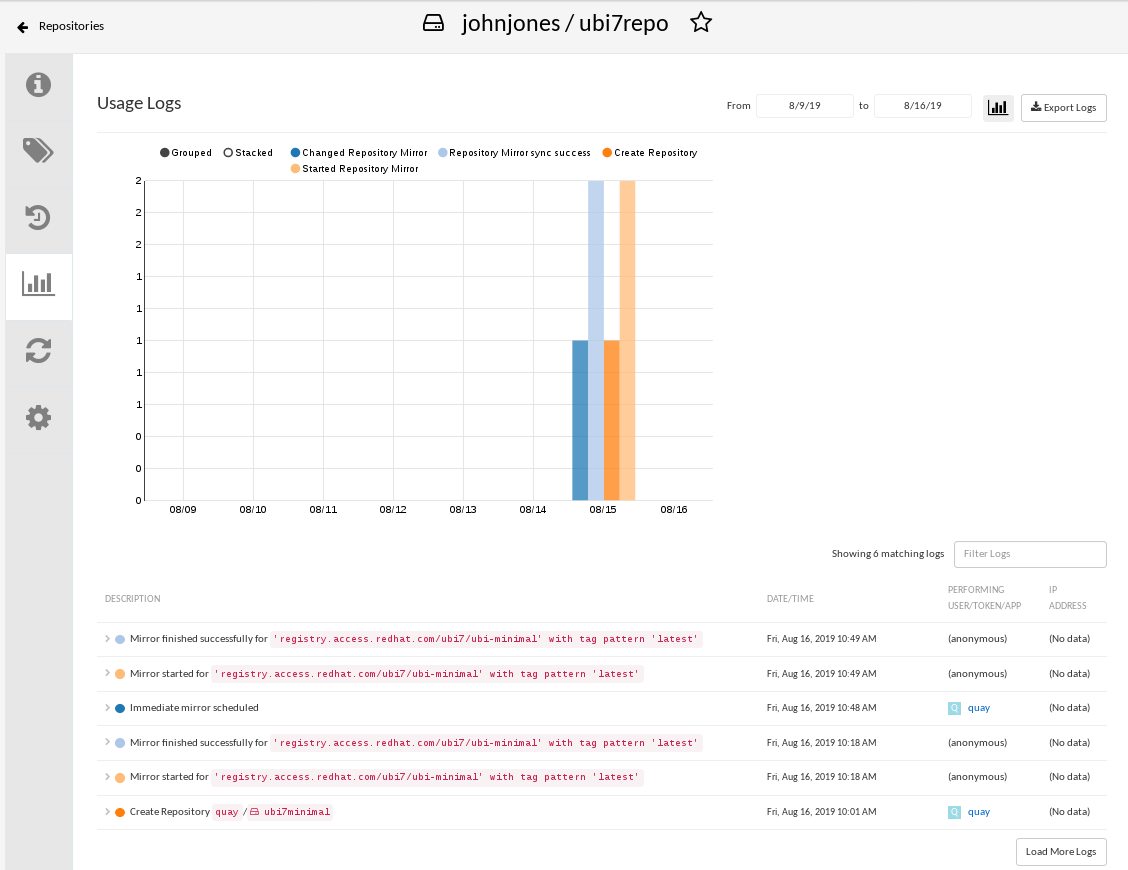 Repositories
johnjones / ubi7repo
Usage Logs
From 8/9/19 to 8/16/19 Export Logs
Grouped Stacked Changed Repository Mirror Repository Mirror sync success Create Repository
Started Repository Mirror
2
2
2
1
1
1
1
1
0
0
0
08/09 08/10 08/11 08/12 08/13 08/14 08/15 08/16
Showing 6 matching logs Filter Logs
DESCRIPTION DATE/TIME PERFORMING USER/TOKEN/APP IP ADDRESS
Mirror finished successfully for 'registry.access.redhat.com/ubi7/ubi-minimal' with tag pattern 'latest' Fri, Aug 16, 2019 10:49 AM (anonymous) (No data)
Mirror started for 'registry.access.redhat.com/ubi7/ubi-minimal' with tag pattern 'latest' Fri, Aug 16, 2019 10:49 AM (anonymous) (No data)
Immediate mirror scheduled Fri, Aug 16, 2019 10:48 AM Q quay (No data)
Mirror finished successfully for 'registry.access.redhat.com/ubi7/ubi-minimal' with tag pattern 'latest' Fri, Aug 16, 2019 10:18 AM (anonymous) (No data)
Mirror started for 'registry.access.redhat.com/ubi7/ubi-minimal' with tag pattern 'latest' Fri, Aug 16, 2019 10:18 AM (anonymous) (No data)
Create Repository quay / ubi7minimal Fri, Aug 16, 2019 10:01 AM Q quay (No data)
Load More Logs